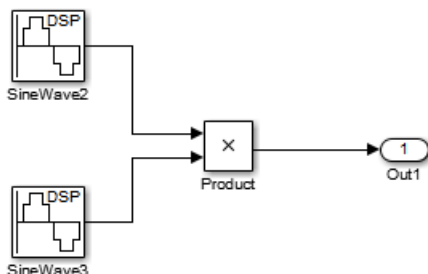 DSP
SineWave2
×
Product
1
Out1
DSP
SineWave3